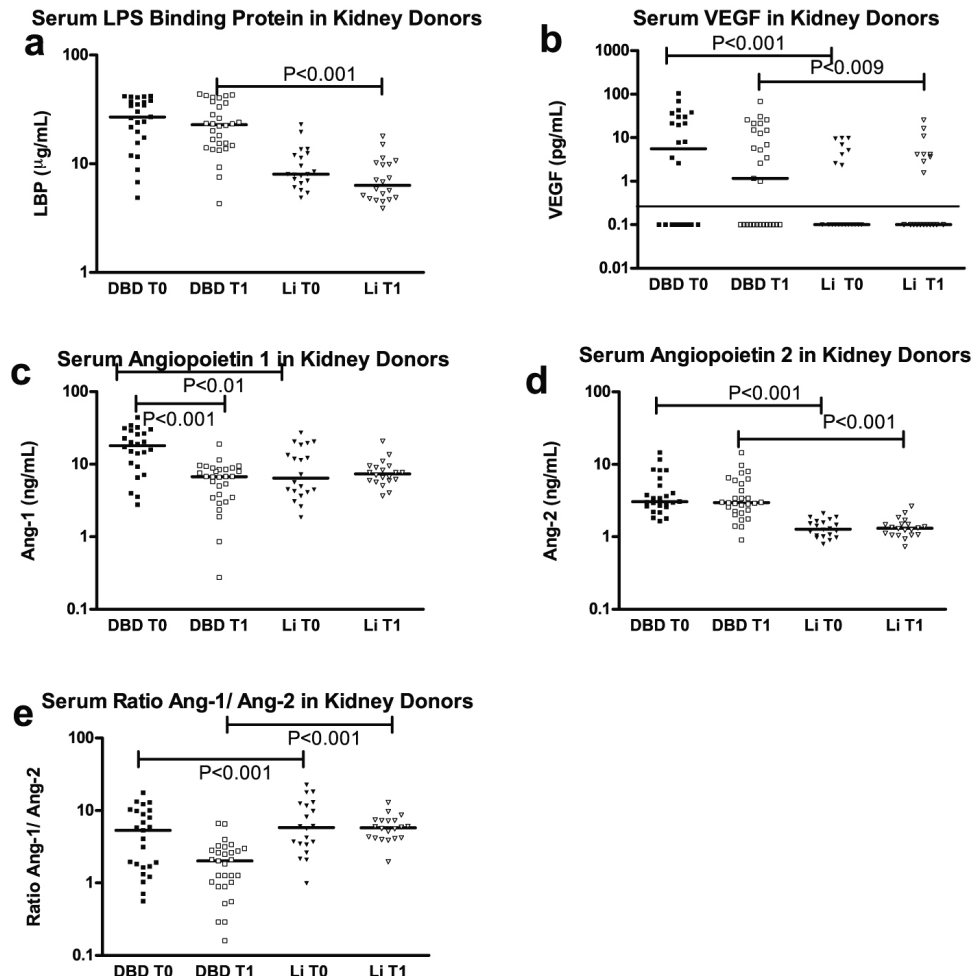 Serum LPS Binding Protein in Kidney Donors
a
100
10
1
LBP (µg/mL)
P<0.001
DBD T0 DBD T1 Li T0 Li T1
Serum VEGF in Kidney Donors
b
1000
100
10
1
0.1
0.01
VEGF (pg/mL)
P<0.001
P<0.009
DBD T0 DBD T1 Li T0 Li T1
Serum Angiopoietin 1 in Kidney Donors
c
100
10
1
0.1
Ang-1 (ng/mL)
P<0.01
P<0.001
DBD T0 DBD T1 Li T0 Li T1
Serum Angiopoietin 2 in Kidney Donors
d
100
10
1
0.1
Ang-2 (ng/mL)
P<0.001
P<0.001
DBD T0 DBD T1 Li T0 Li T1
Serum Ratio Ang-1/ Ang-2 in Kidney Donors
e
100
10
1
0.1
Ratio Ang-1/ Ang-2
P<0.001
P<0.001
DBD T0 DBD T1 Li T0 Li T1